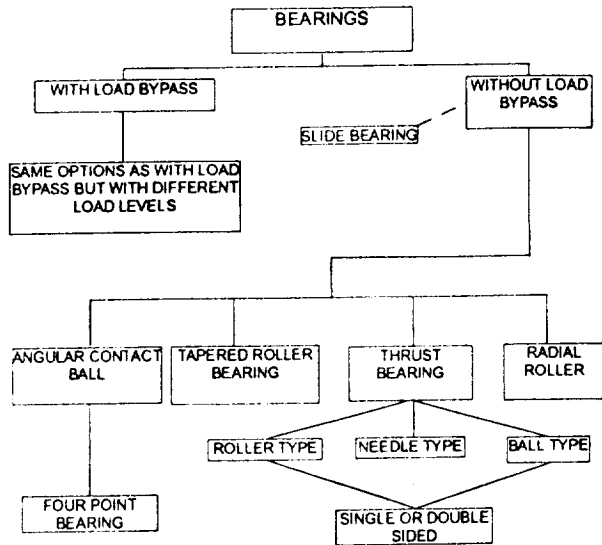 BEARINGS
WITH LOAD BYPASS
WITHOUT LOAD
BYPASS
SLIDE BEARING
SAME OPTIONS AS WITH LOAD
BYPASS BUT WITH DIFFERENT
LOAD LEVELS
ANGULAR CONTACT
BALL
TAPERED ROLLER
BEARING
THRUST
BEARING
RADIAL
ROLLER
ROLLER TYPE
NEEDLE TYPE
BALL TYPE
FOUR POINT
BEARING
SINGLE OR DOUBLE
SIDED